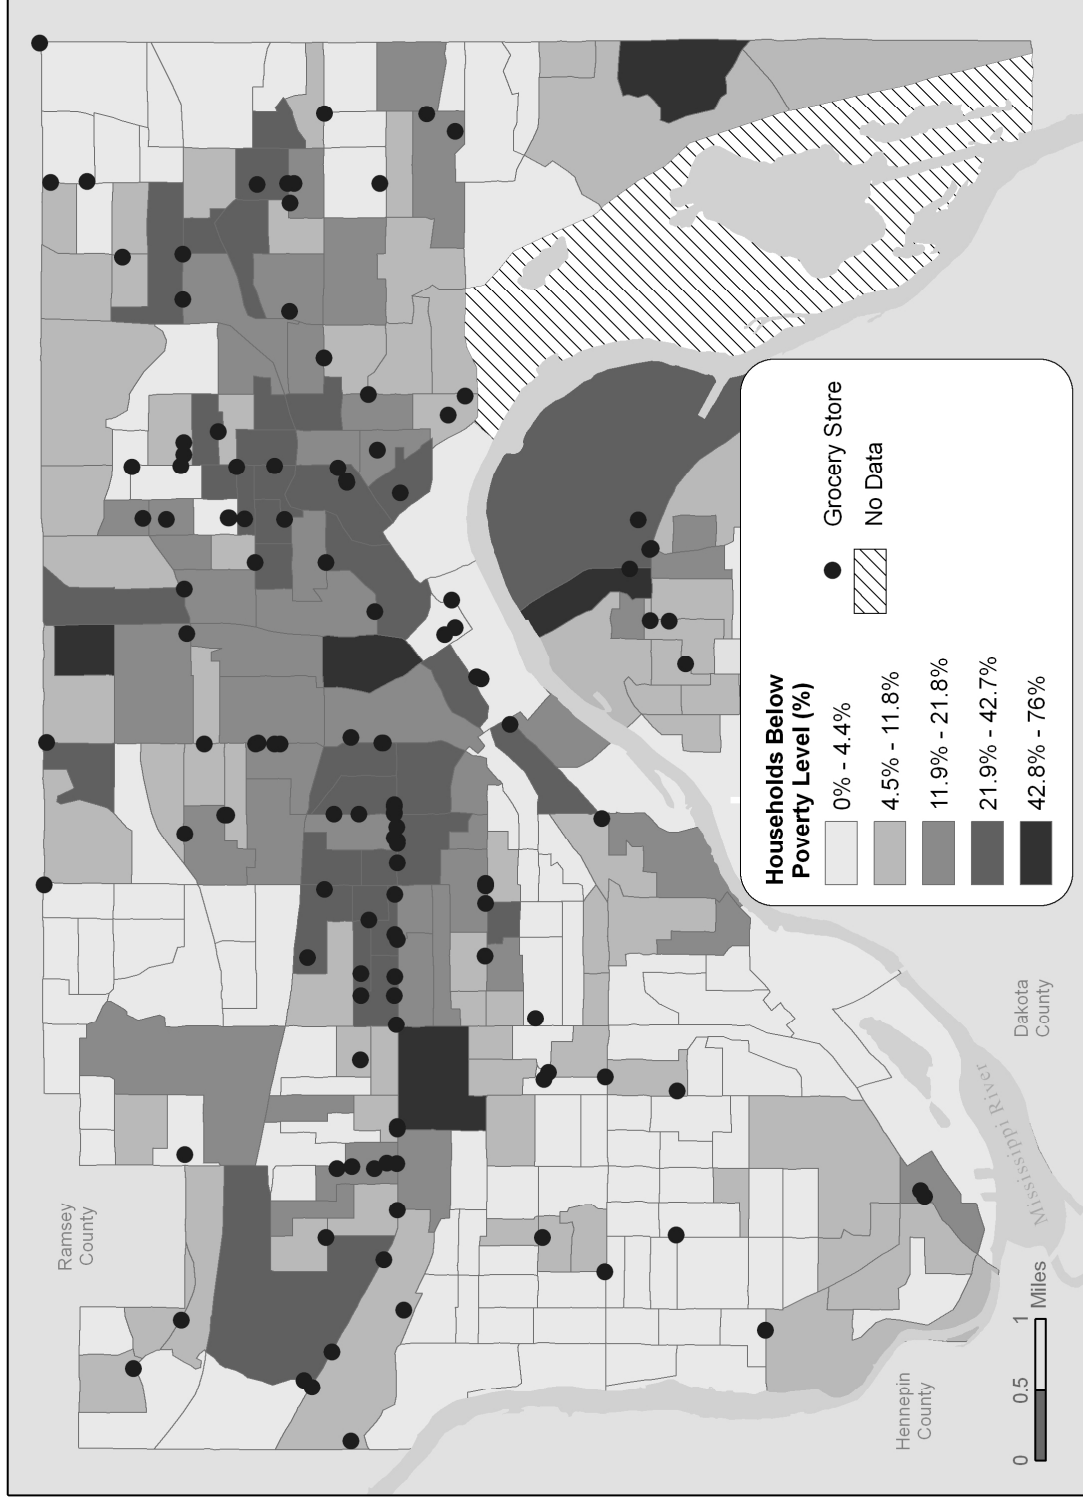 Ramsey
County
Hennepin
County
Dakota
County
Mississippi River
0 0.5 1
Miles
Households Below
Poverty Level (%)
0% - 4.4%
4.5% - 11.8%
11.9% - 21.8%
21.9% - 42.7%
42.8% - 76%
Grocery Store
No Data